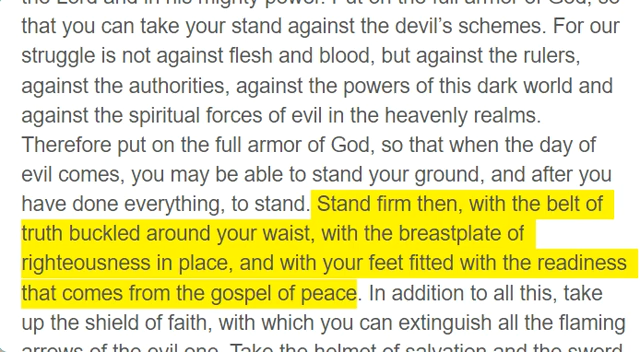 the Lord and in his mighty power. Put on the full armor of God, so
that you can take your stand against the devil’s schemes. For our
struggle is not against flesh and blood, but against the rulers,
against the authorities, against the powers of this dark world and
against the spiritual forces of evil in the heavenly realms.
Therefore put on the full armor of God, so that when the day of
evil comes, you may be able to stand your ground, and after you
have done everything, to stand. Stand firm then, with the belt of
truth buckled around your waist, with the breastplate of
righteousness in place, and with your feet fitted with the readiness
that comes from the gospel of peace. In addition to all this, take
up the shield of faith, with which you can extinguish all the flaming
arrows of the evil one. Take the helmet of salvation and the sword